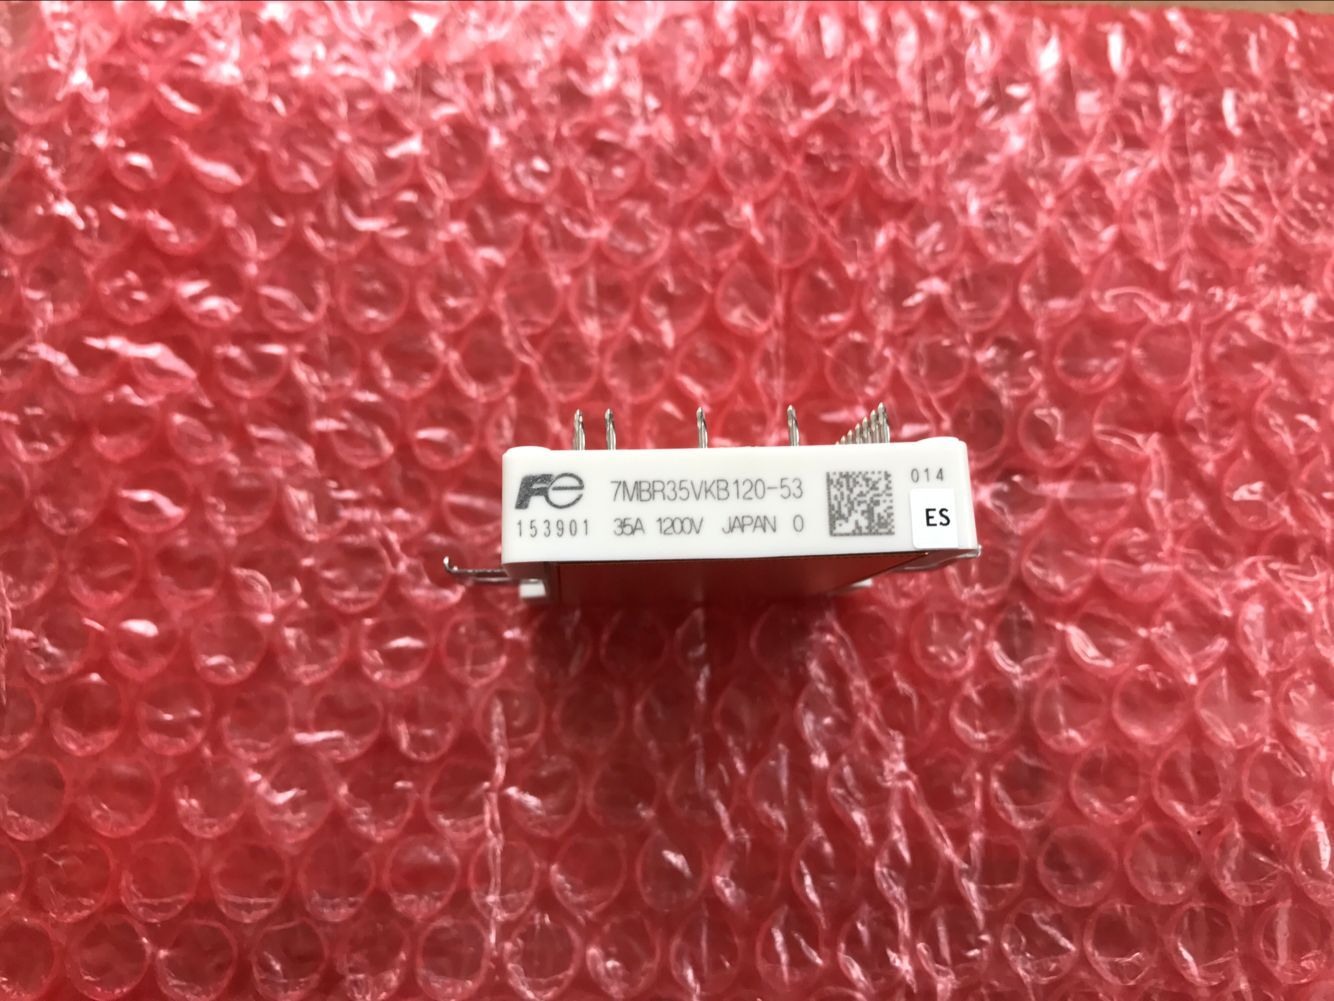 Fe 7MBR35VKB120-53 014
153901 35A 1200V JAPAN 0 ES